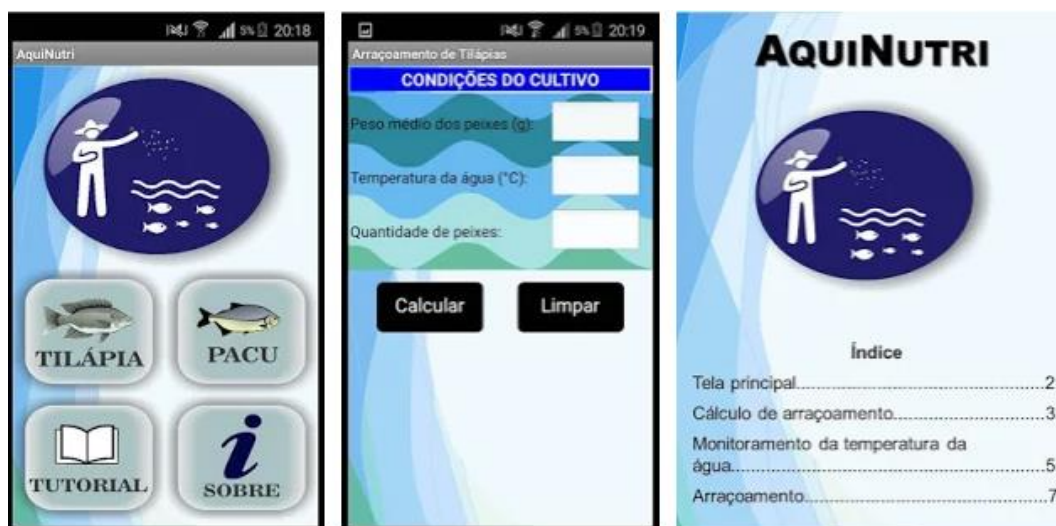 5% 20:18
AquiNutri
TILÁPIA
PACU
TUTORIAL
SOBRE
5% 20:19
Arraçoamento de Tilápias
CONDIÇÕES DO CULTIVO
Peso médio dos peixes (g):
Temperatura da água (°C):
Quantidade de peixes:
Calcular
Limpar
AQUINUTRI
Índice
Tela principal.....2
Cálculo de arraçoamento.....3
Monitoramento da temperatura da
água.....5
Arraçoamento.....7